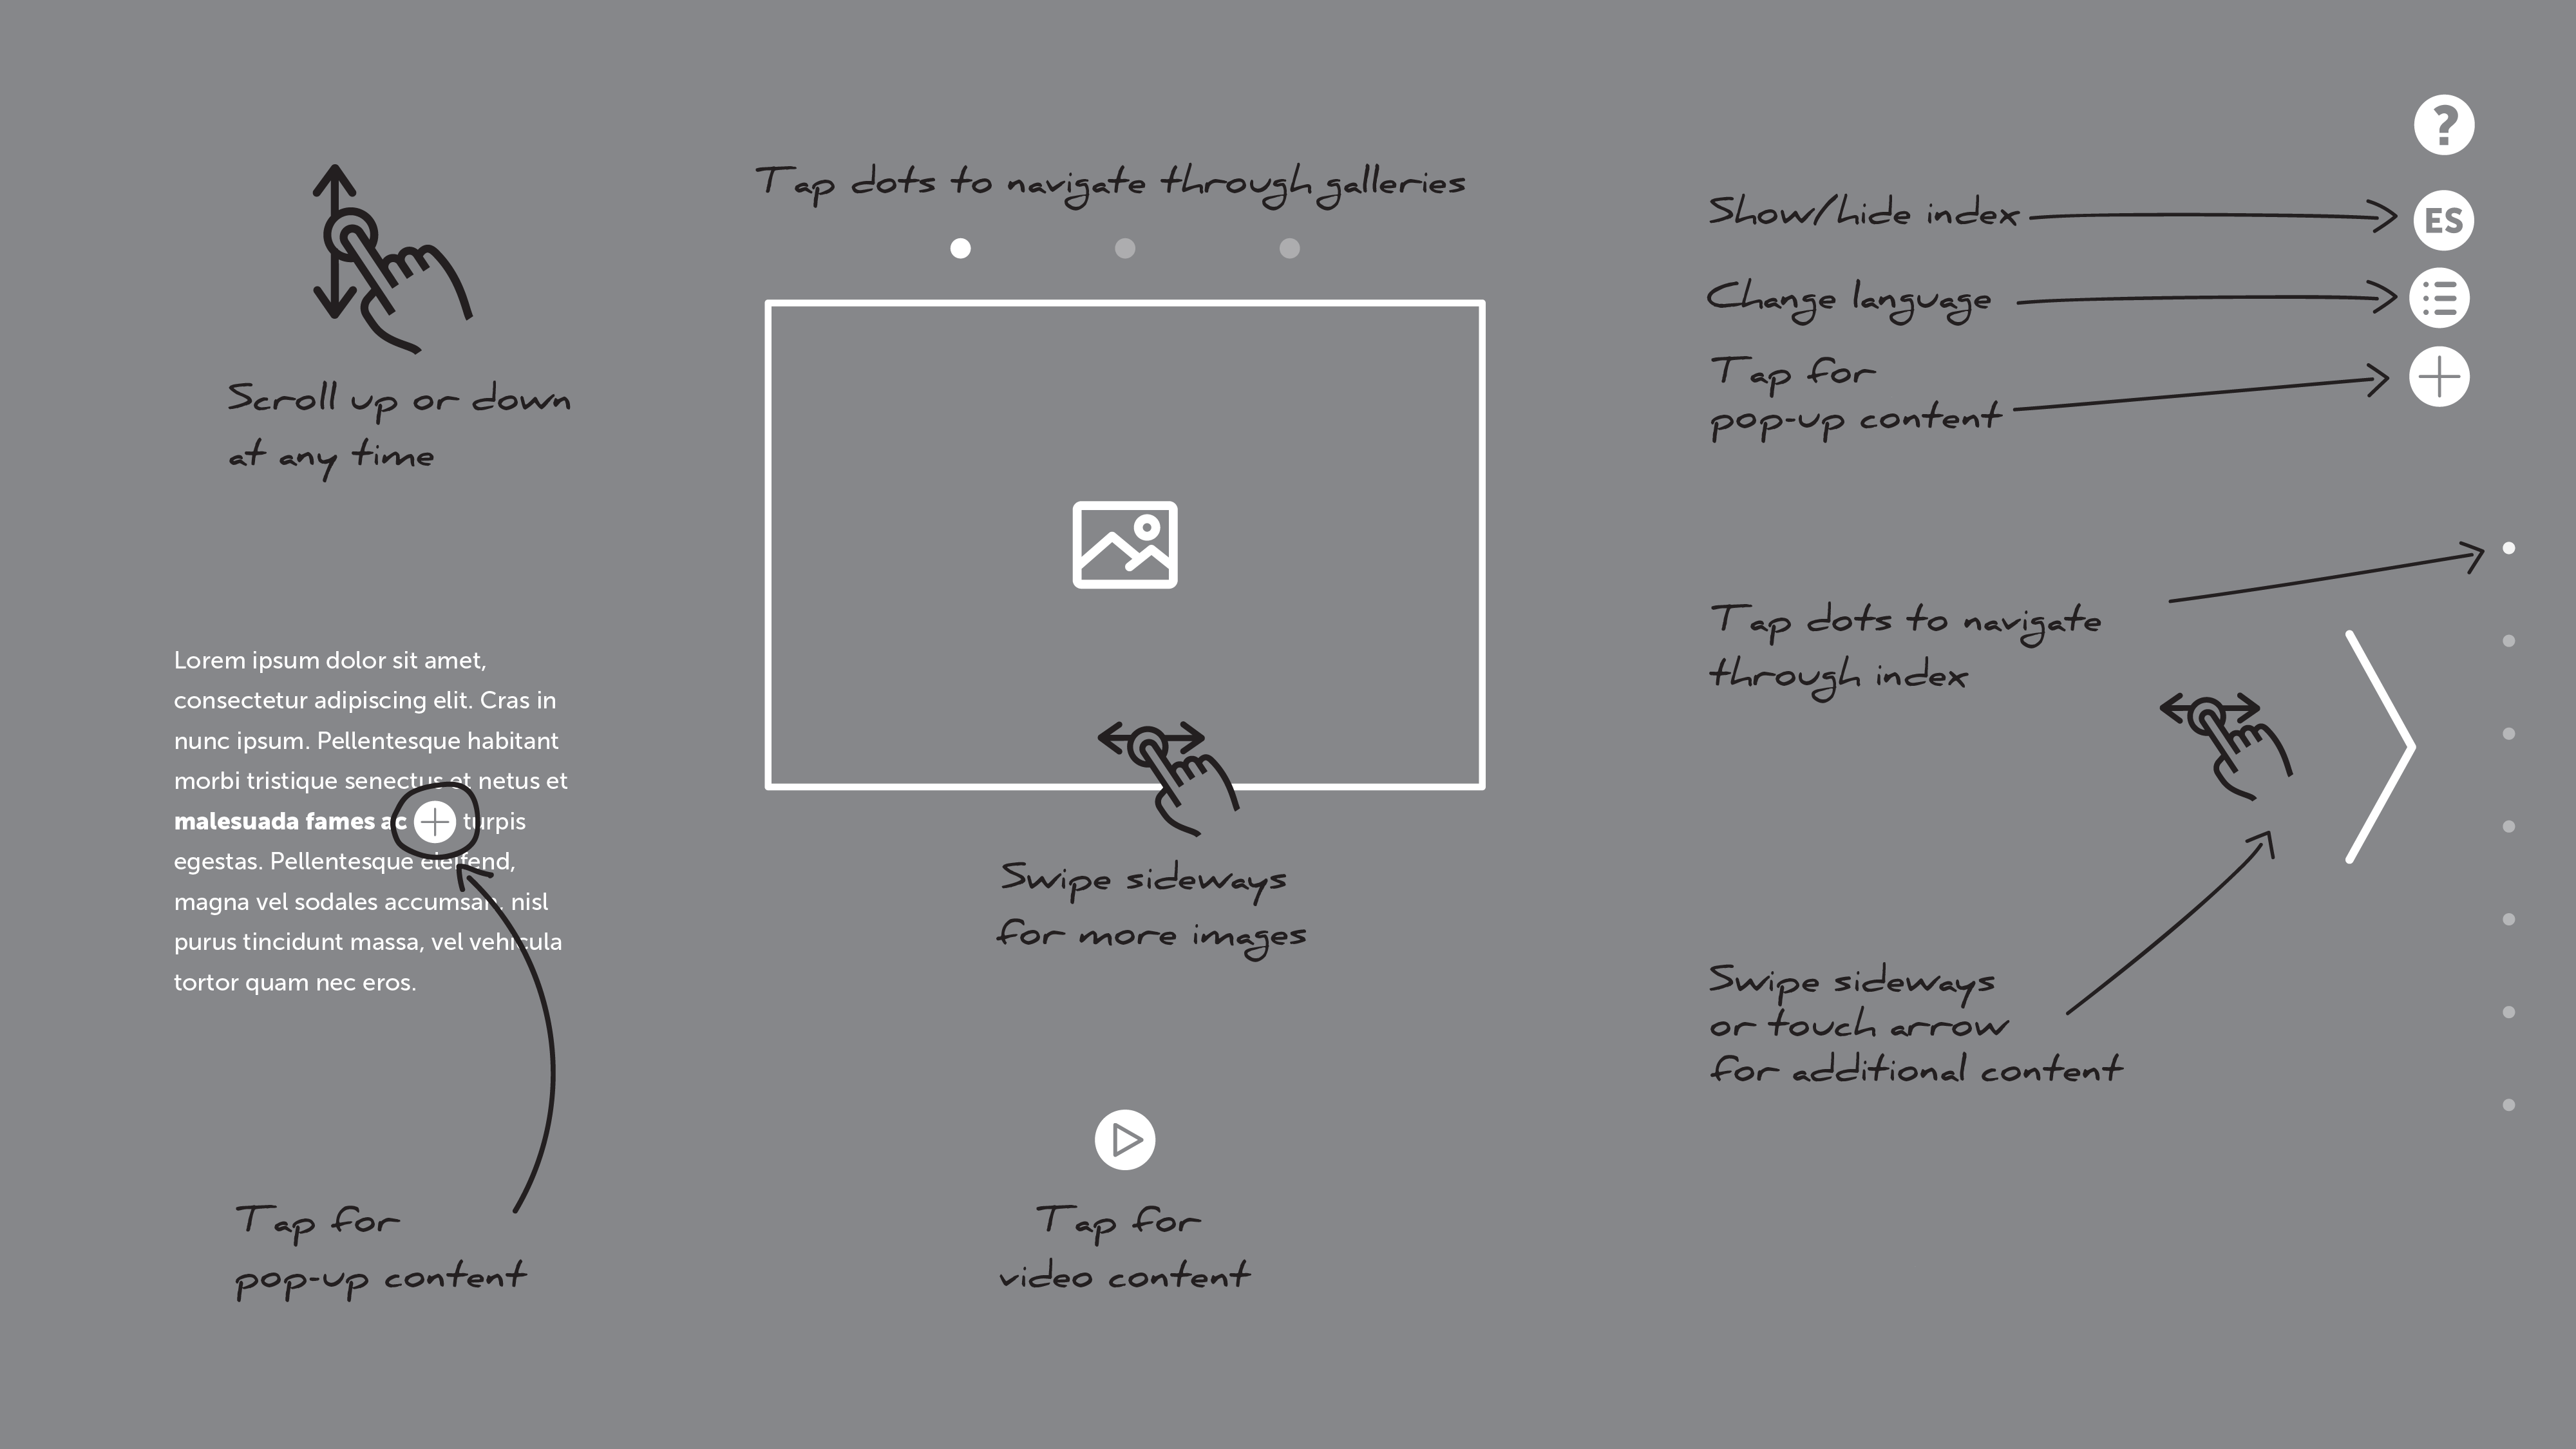 Scroll up or down
at any time
Lorem ipsum dolor sit amet,
consectetur adipiscing elit. Cras in
nunc ipsum. Pellentesque habitant
morbi tristique senectus et netus et
malesuada fames ac turpis
egestas. Pellentesque eleifend,
magna vel sodales accumsan, nisl
purus tincidunt massa, vel vehicula
tortor quam nec eros.
Tap for
pop-up content
Tap dots to navigate through galleries
Swipe sideways
for more images
Tap for
video content
?
Show/hide index
ES
Change language
Tap for
pop-up content
Tap dots to navigate
through index
Swipe sideways
or touch arrow
for additional content